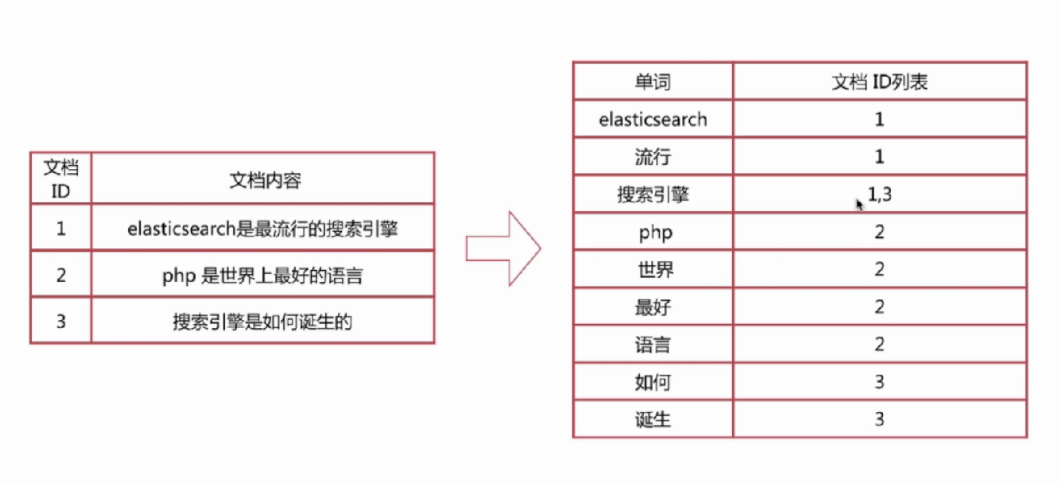 文档
ID
文档内容
1 elasticsearch是最流行的搜索引擎
2 php 是世界上最好的语言
3 搜索引擎是如何诞生的
单词 文档 ID列表
elasticsearch 1
流行 1
搜索引擎 1,3
php 2
世界 2
最好 2
语言 2
如何 3
诞生 3